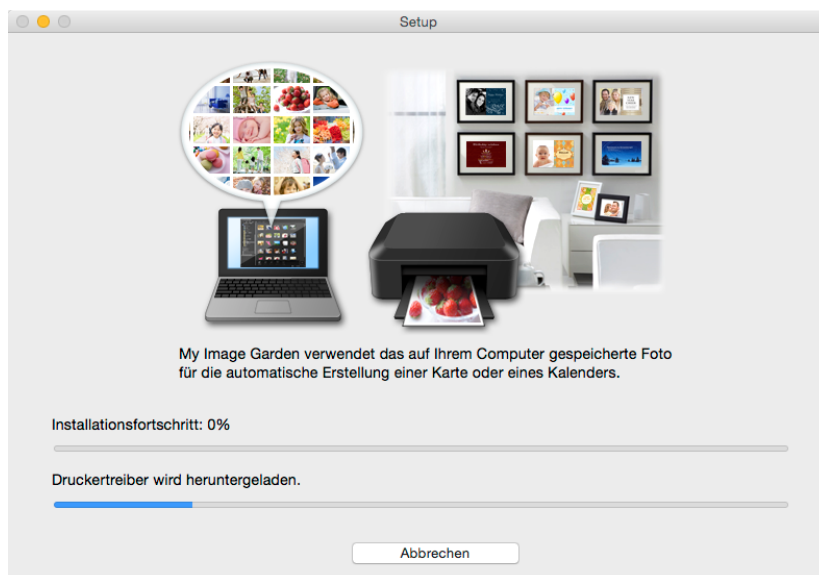 Setup
My Image Garden verwendet das auf Ihrem Computer gespeicherte Foto
für die automatische Erstellung einer Karte oder eines Kalenders.
Installationsfortschritt: 0%
Druckertreiber wird heruntergeladen.
Abbrechen